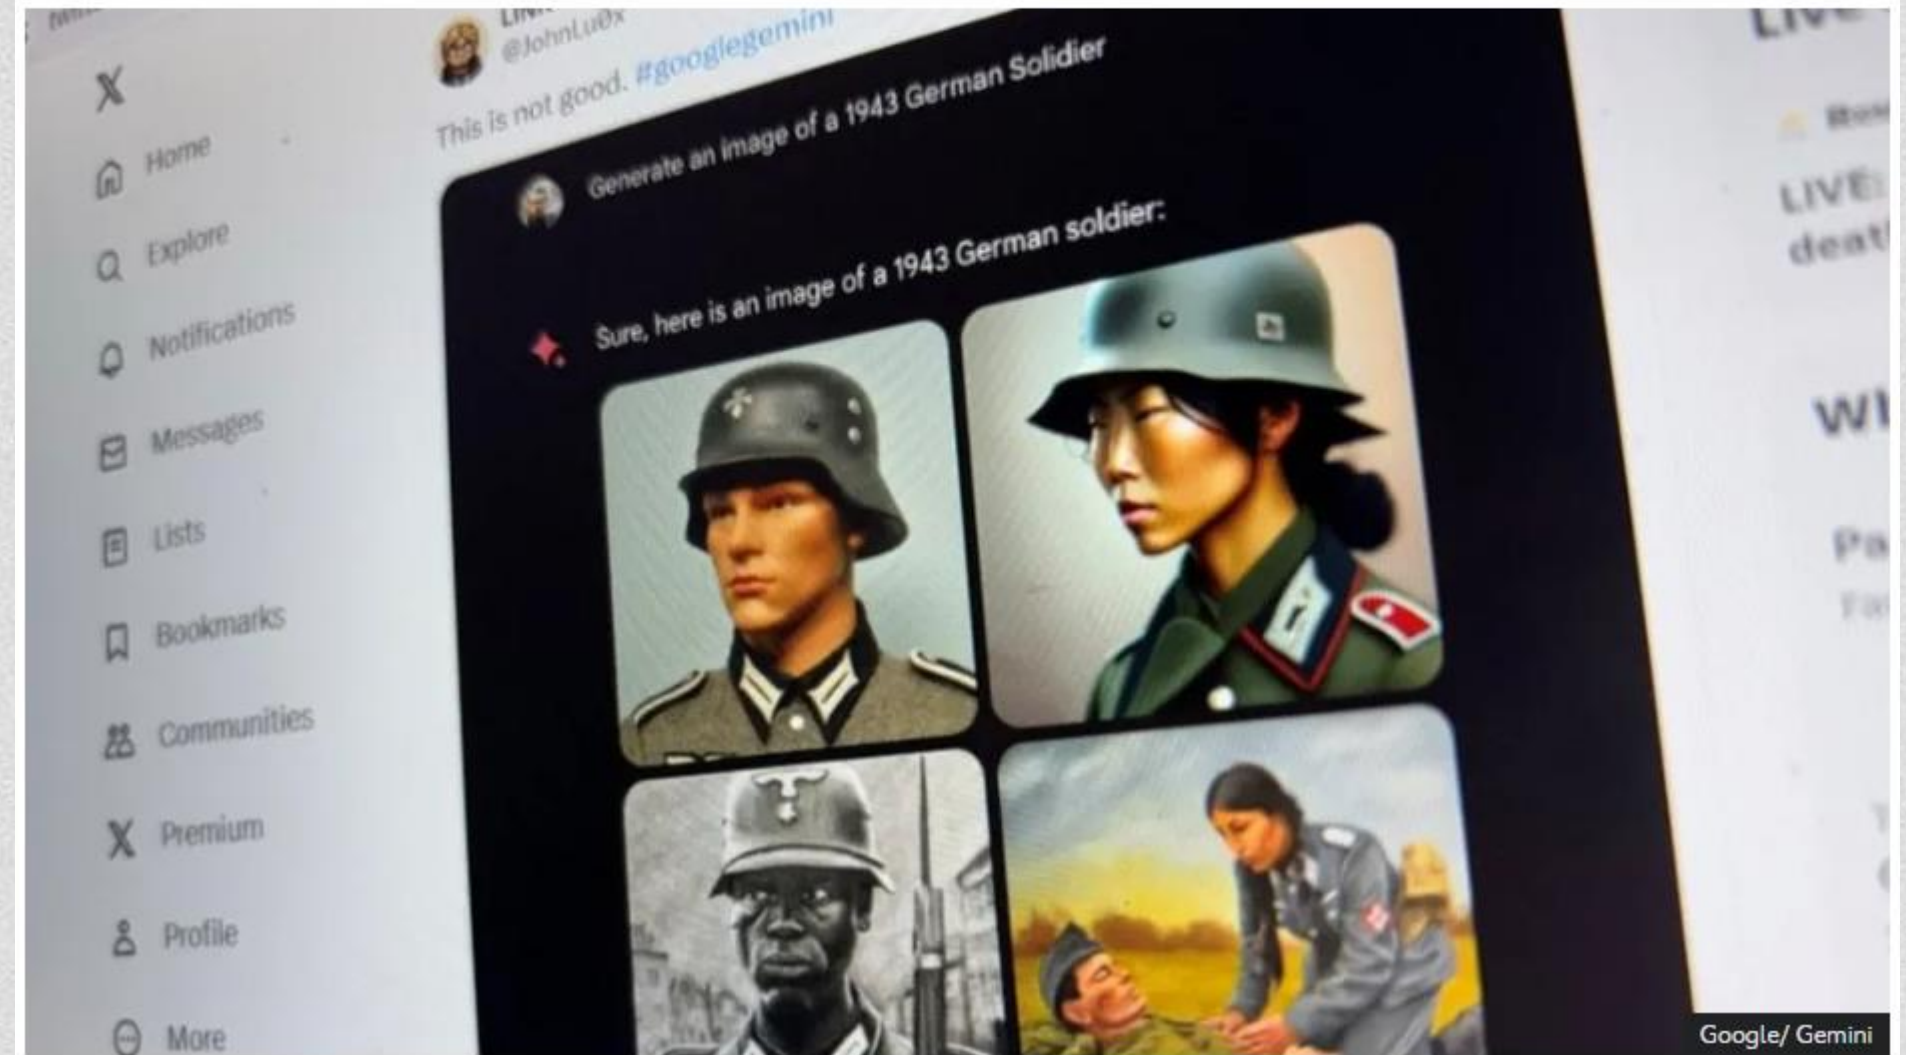 This is not good. #googlegemini
Generate an image of a 1943 German Solidier
Sure, here is an image of a 1943 German soldier:
Home
Explore
Notifications
Messages
Lists
Bookmarks
Communities
Premium
Profile
More
LIVE:
Google/ Gemini